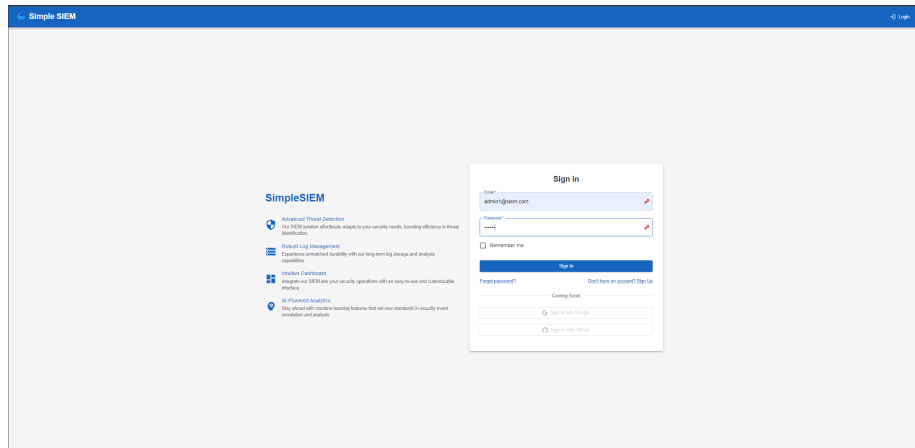 Simple SIEM
Login
SimpleSIEM
Advanced Threat Detection
Our SIEM solution effortlessly adapts to your security needs, boosting efficiency in threat
identification.
Robust Log Management
Experience unmatched durability with our long-term log storage and analysis
capabilities.
Intuitive Dashboard
Integrate our SIEM into your security operations with an easy-to-use and customizable
interface.
AI-Powered Analytics
Stay ahead with machine learning features that set new standards in security event
correlation and analysis.
Sign in
Email *
admin1@siem.com
Password *
Remember me
Sign In
Forgot password?
Don't have an account? Sign Up
Coming Soon!
Sign in with Google
Sign in with GitHub